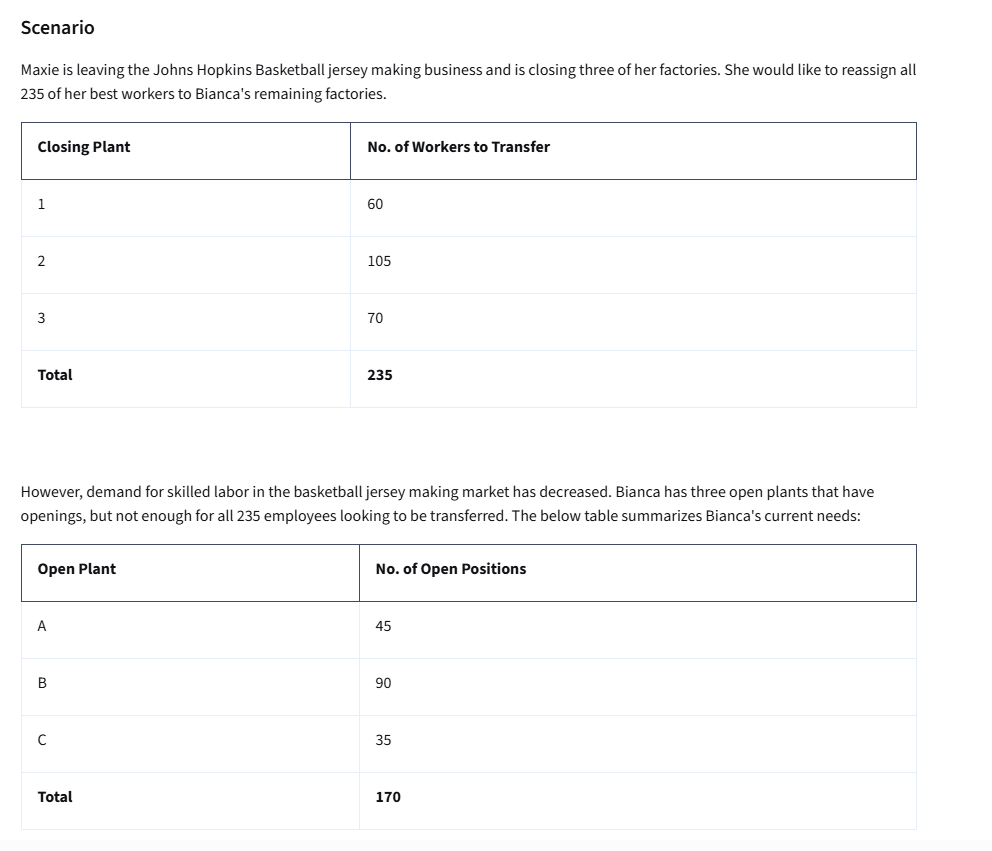 Scenario
Maxie is leaving the Johns Hopkins Basketball jersey making business and is closing three of her factories. She would like to reassign all
235 of her best workers to Bianca's remaining factories.
Closing Plant No. of Workers to Transfer
1 60
2 105
3 70
Total 235
However, demand for skilled labor in the basketball jersey making market has decreased. Bianca has three open plants that have
openings, but not enough for all 235 employees looking to be transferred. The below table summarizes Bianca's current needs:
Open Plant No. of Open Positions
A 45
B 90
C 35
Total 170